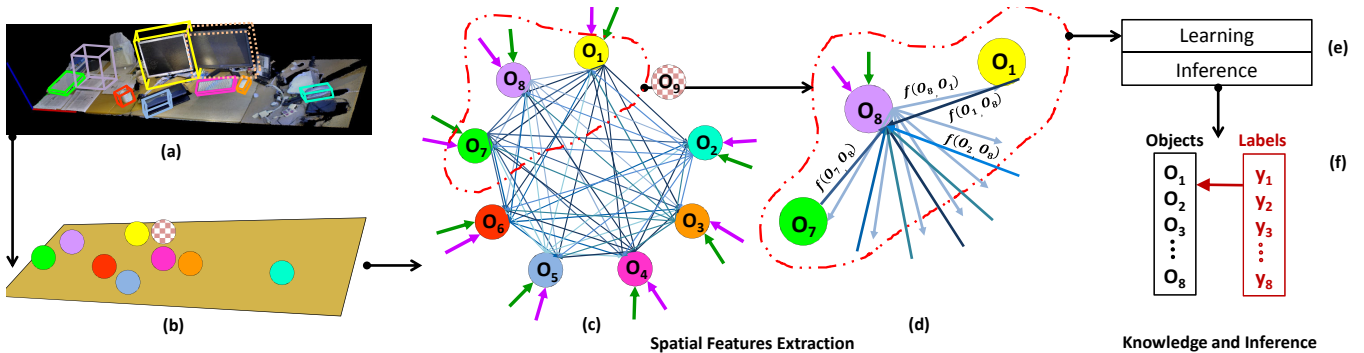 (a)
(b)
O1
O8
O9
O7
O2
O6
O3
O5
O4
(c)
O1
O8
f(O8, O1)
f(O1, O8)
f(O2, O8)
f(O7, O8)
O7
(d)
Spatial Features Extraction
Learning
Inference
(e)
Objects Labels
(f)
O1 y1
O2 y2
O3 y3
O8 y8
Knowledge and Inference